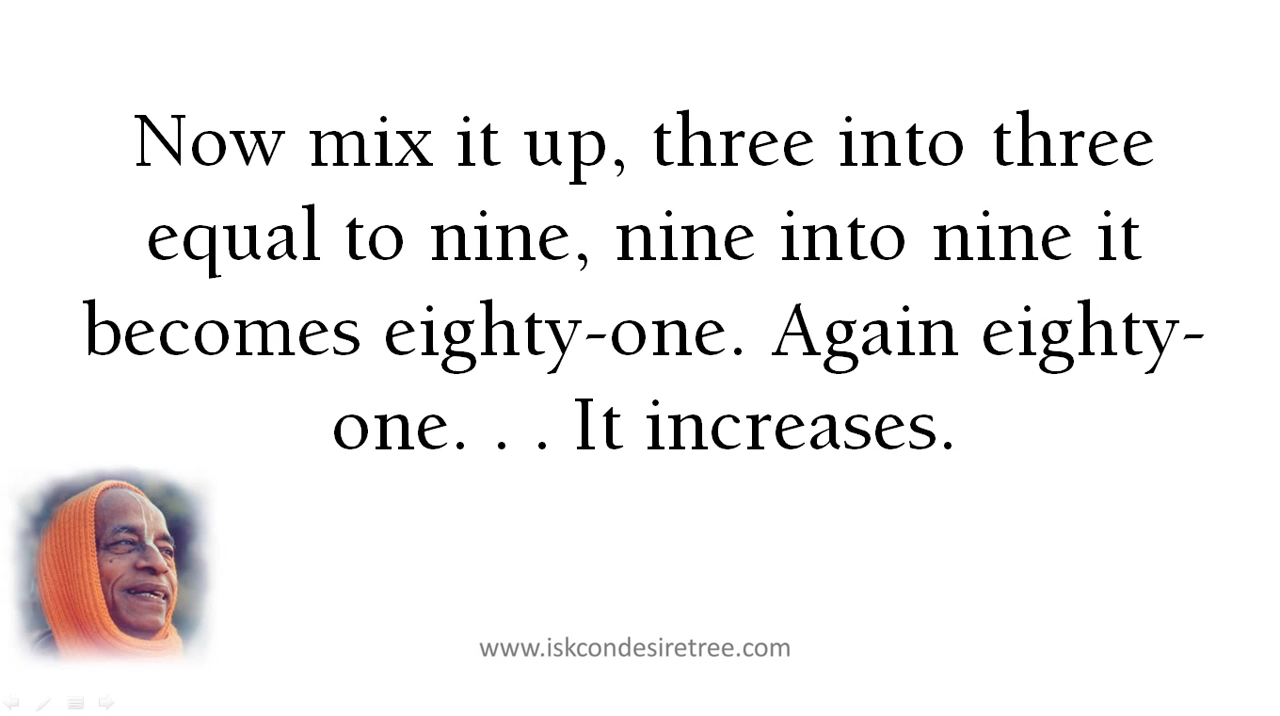 Now mix it up, three into three
equal to nine, nine into nine it
becomes eighty-one. Again eighty-
one. . . It increases.
www.iskcondesiretree.com